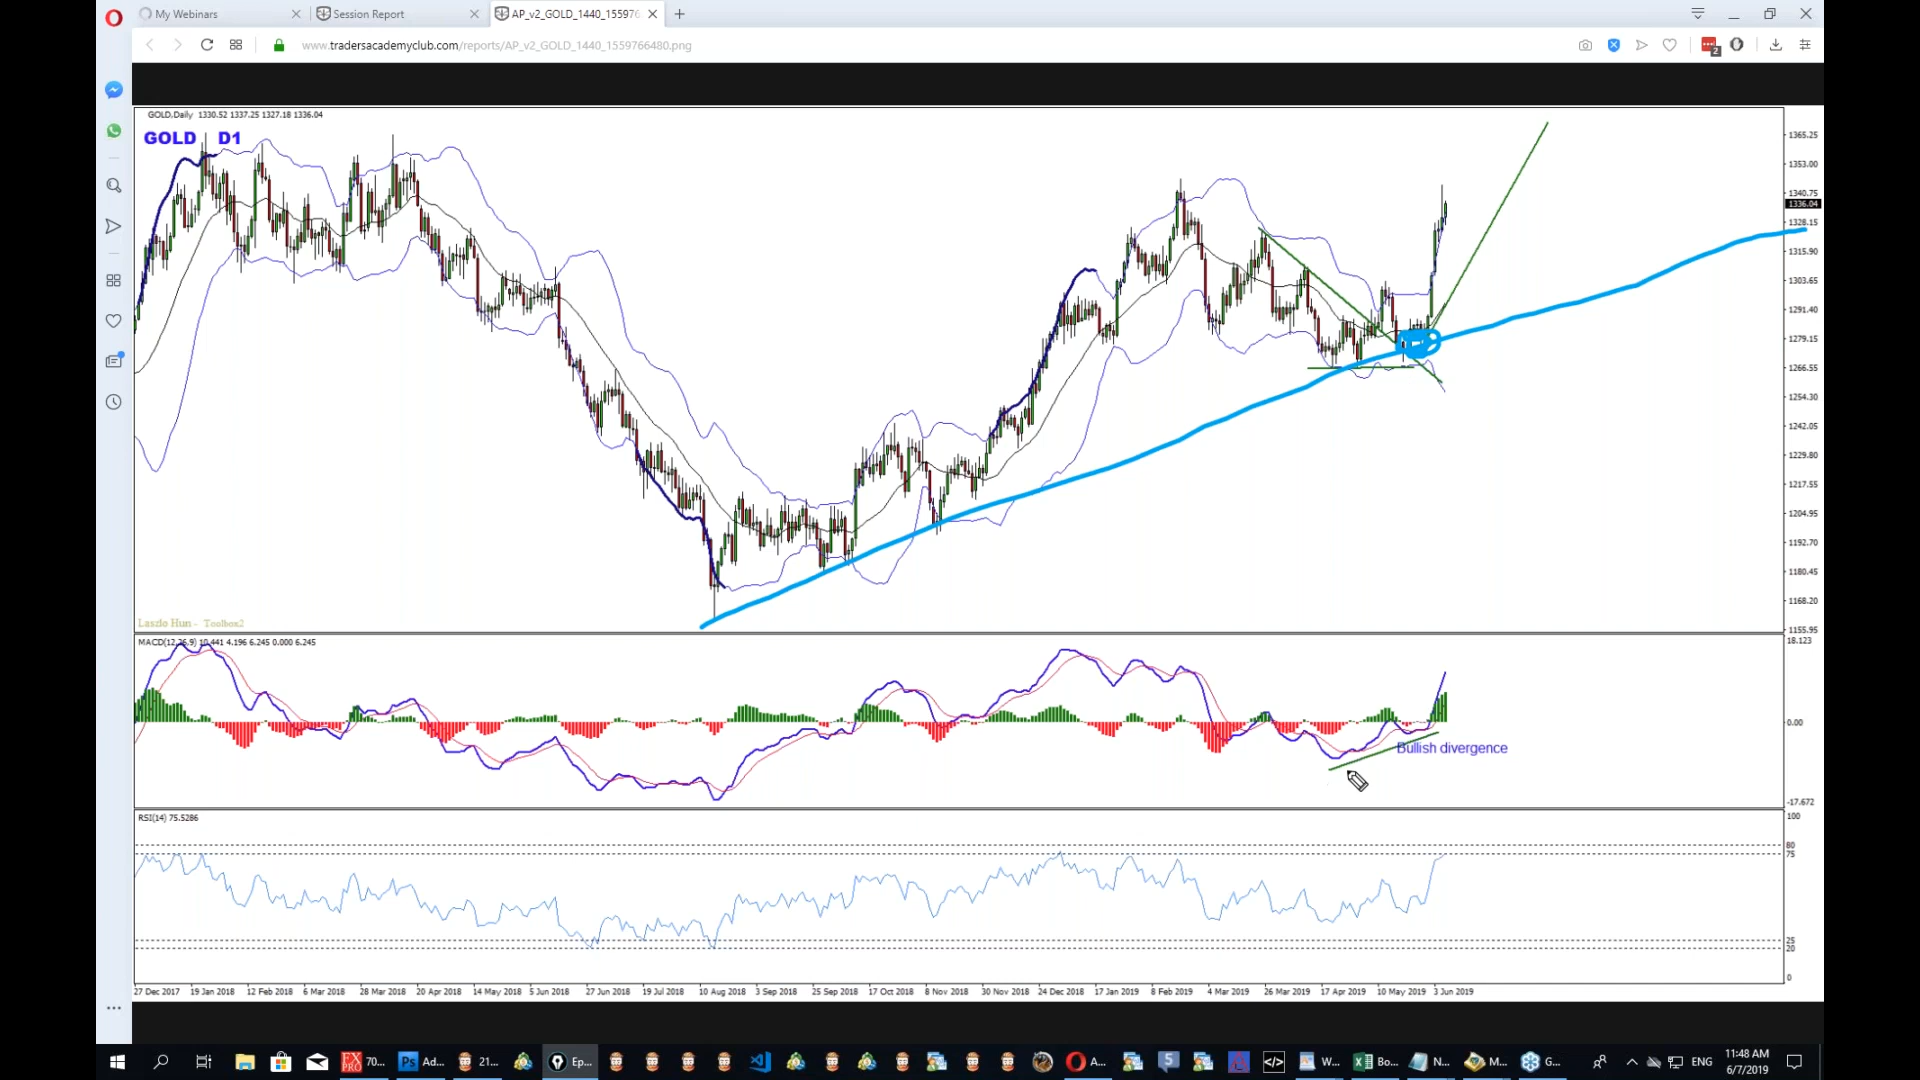 My Webinars
Session Report
AP_v2_GOLD_1440_155976
www.tradersacademyclub.com/reports/AP_v2_GOLD_1440_1559766480.png
2
GOLD,Daily 1330.52 1337.25 1327.18 1336.04
GOLD D1
1365.25
1353.00
1340.75
1336.04
1328.15
1315.90
1303.65
1291.40
1279.15
1266.55
1254.30
1242.05
1229.80
1217.55
1204.95
1192.70
1180.45
1168.20
1155.95
Laszlo Hun - Toolbox2
MACD(12,26,9) 10.441 4.196 6.245 0.000 6.245
18.123
0.00
-17.672
Bullish divergence
RSI(14) 75.5286
100
80
75
25
20
0
27 Dec 2017 19 Jan 2018 12 Feb 2018 6 Mar 2018 28 Mar 2018 20 Apr 2018 14 May 2018 5 Jun 2018 27 Jun 2018 19 Jul 2018 10 Aug 2018 3 Sep 2018 25 Sep 2018 17 Oct 2018 8 Nov 2018 30 Nov 2018 24 Dec 2018 17 Jan 2019 8 Feb 2019 4 Mar 2019 26 Mar 2019 17 Apr 2019 10 May 2019 3 Jun 2019
70... Ad... 21... Ep... A... W... Bo... N... M... G... ENG
11:48 AM
6/7/2019